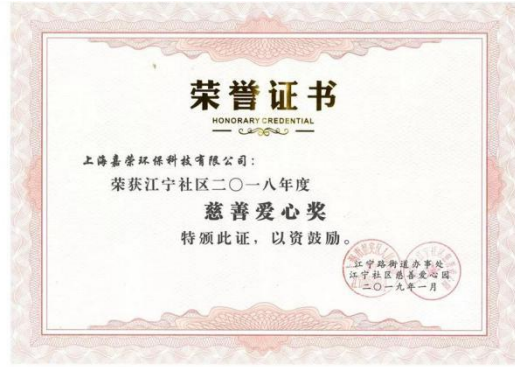 荣誉证书
HONORARY CREDENTIAL
上海嘉荣环保科技有限公司：
荣获江宁社区二〇一八年度
慈善爱心奖
特颁此证，以资鼓励。
江宁路街道办事处
江宁社区慈善爱心园
二〇一九年一月